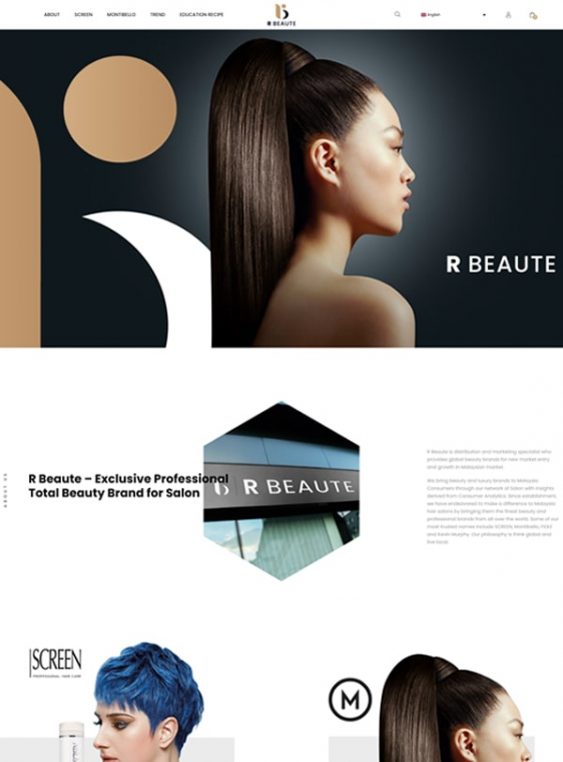 ABOUT SCREEN MONTIBELLO TREND EDUCATION RECIPE
R BEAUTE
English
R BEAUTE
ABOUT US
R Beaute – Exclusive Professional
Total Beauty Brand for Salon
R BEAUTE
R Beaute is distribution and marketing specialist who
provides global beauty brands for new market entry
and growth in Malaysian market.
We bring beauty and luxury brands to Malaysia
Consumers through our network of Salon with insights
derived from Consumer Analytics. Since establishment,
we have endeavored to make a difference to Malaysia
hair salons by bringing them the finest beauty and
professional brands from all over the world. Some of our
most trusted names include SCREEN, Montibello,
and Kevin Murphy. Our philosophy is think global and
live local.
SCREEN
PROFESSIONAL HAIR CARE
M